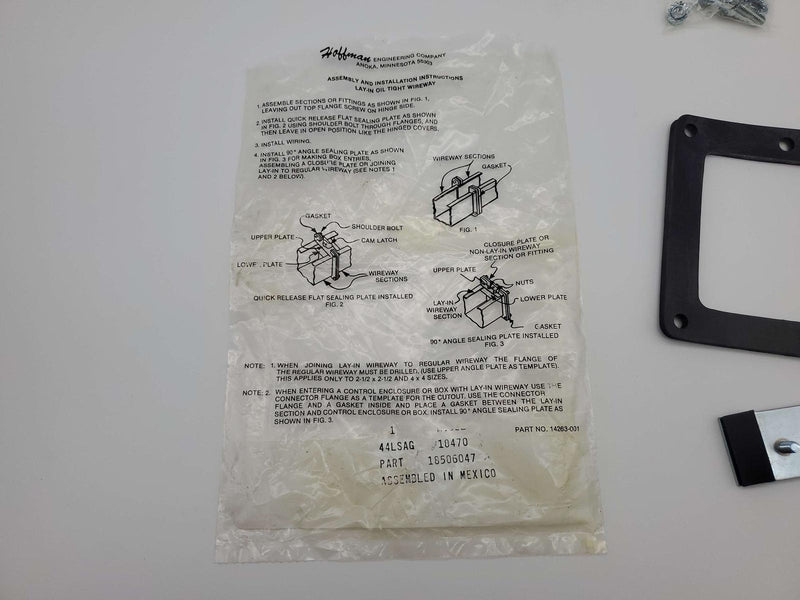 Hoffman ENGINEERING COMPANY
ANOKA, MINNESOTA 55303
ASSEMBLY AND INSTALLATION INSTRUCTIONS
LAY-IN OIL TIGHT WIREWAY
1. ASSEMBLE SECTIONS OR FITTINGS AS SHOWN IN FIG. 1,
LEAVING OUT TOP FLANGE SCREW ON HINGE SIDE.
2. INSTALL QUICK RELEASE FLAT SEALING PLATE AS SHOWN
IN FIG. 2 USING SHOULDER BOLT THROUGH FLANGES, AND
THEN LEAVE IN OPEN POSITION LIKE THE HINGED COVERS.
3. INSTALL WIRING.
4. INSTALL 90° ANGLE SEALING PLATE AS SHOWN
IN FIG. 3 FOR MAKING BOX ENTRIES,
ASSEMBLING A CLOSURE PLATE OR JOINING
LAY-IN TO REGULAR WIREWAY (SEE NOTES 1
AND 2 BELOW).
WIREWAY SECTIONS
GASKET
FIG. 1
GASKET
SHOULDER BOLT
UPPER PLATE
CAM LATCH
LOWER PLATE
WIREWAY
SECTIONS
QUICK RELEASE FLAT SEALING PLATE INSTALLED
FIG. 2
CLOSURE PLATE OR
NON-LAY-IN WIREWAY
SECTION OR FITTING
UPPER PLATE
NUTS
LAY-IN
WIREWAY
SECTION
LOWER PLATE
GASKET
90° ANGLE SEALING PLATE INSTALLED
FIG. 3
NOTE: 1. WHEN JOINING LAY-IN WIREWAY TO REGULAR WIREWAY THE FLANGE OF
THE REGULAR WIREWAY MUST BE DRILLED, (USE UPPER ANGLE PLATE AS TEMPLATE).
THIS APPLIES ONLY TO 2-1/2 x 2-1/2 AND 4 x 4 SIZES.
NOTE: 2. WHEN ENTERING A CONTROL ENCLOSURE OR BOX WITH LAY-IN WIREWAY USE THE
CONNECTOR FLANGE AS A TEMPLATE FOR THE CUTOUT. USE THE CONNECTOR
FLANGE AND A GASKET INSIDE AND PLACE A GASKET BETWEEN THE LAY-IN
SECTION AND CONTROL ENCLOSURE OR BOX. INSTALL 90° ANGLE SEALING PLATE AS
SHOWN IN FIG. 3.
PART NO. 14263-001
1
44LSAG 18470
PART 18506047
ASSEMBLED IN MEXICO